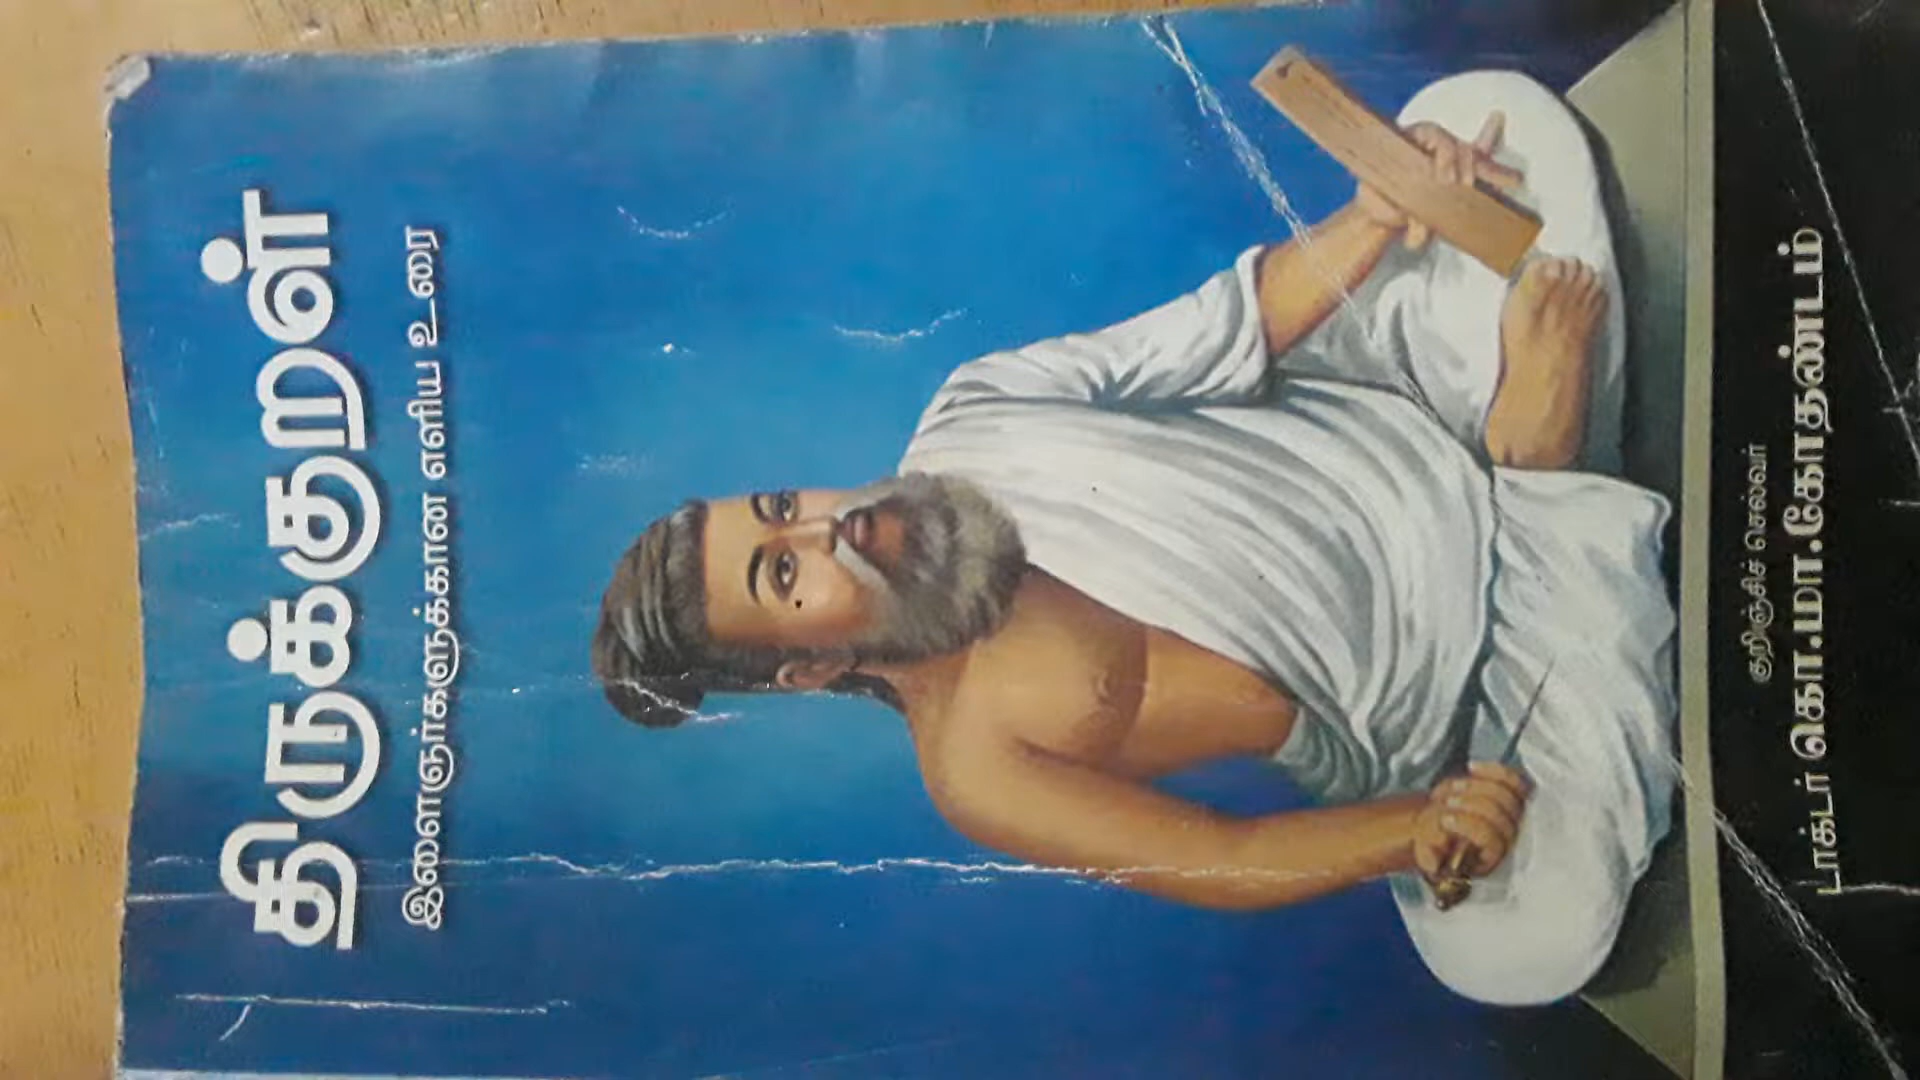 திருக்குறள்
இளைஞர்களுக்கான எளிய உரை
குறிஞ்சிச் செல்வர்
டாக்டர் கொ.மா.கோதண்டம்